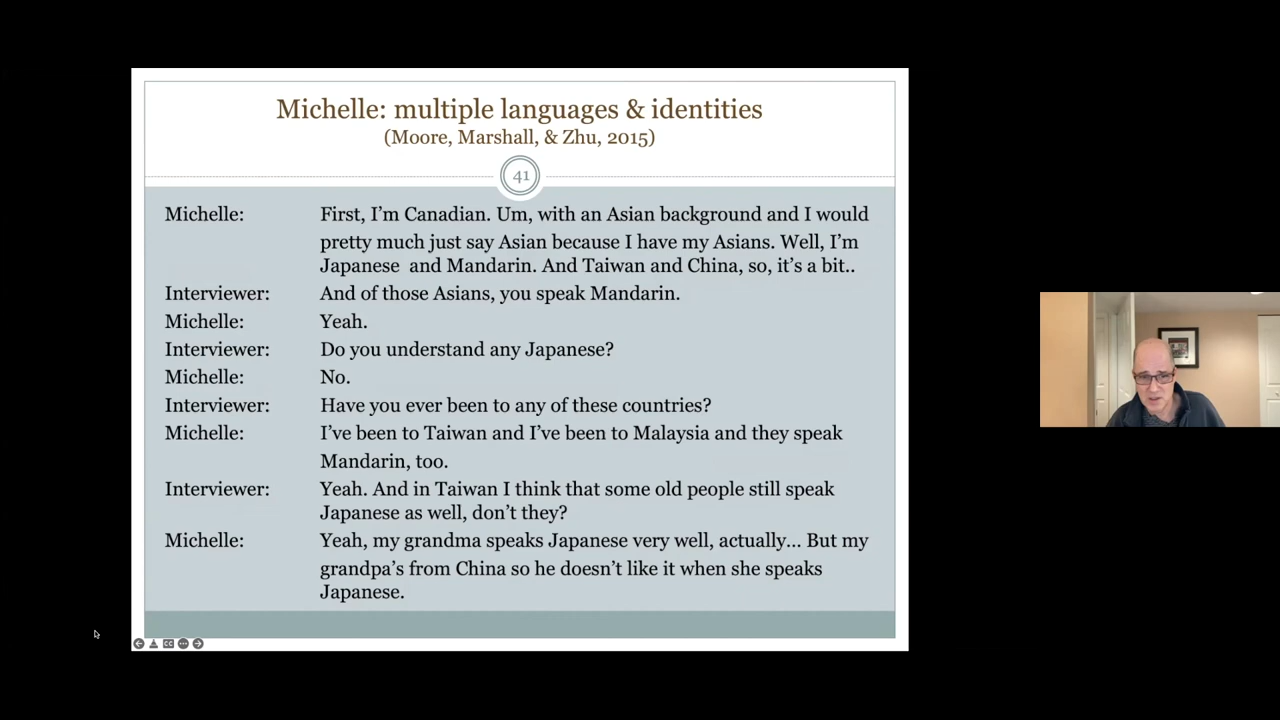 Michelle: multiple languages & identities
(Moore, Marshall, & Zhu, 2015)
41
Michelle: First, I'm Canadian. Um, with an Asian background and I would
pretty much just say Asian because I have my Asians. Well, I'm
Japanese and Mandarin. And Taiwan and China, so, it's a bit..
Interviewer: And of those Asians, you speak Mandarin.
Michelle: Yeah.
Interviewer: Do you understand any Japanese?
Michelle: No.
Interviewer: Have you ever been to any of these countries?
Michelle: I've been to Taiwan and I've been to Malaysia and they speak
Mandarin, too.
Interviewer: Yeah. And in Taiwan I think that some old people still speak
Japanese as well, don't they?
Michelle: Yeah, my grandma speaks Japanese very well, actually... But my
grandpa's from China so he doesn't like it when she speaks
Japanese.